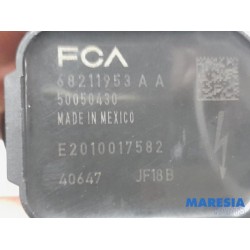 FCA
68211953 A A
50050430
MADE IN MEXICO
E2010017582
40647 JF18B
MARESIA